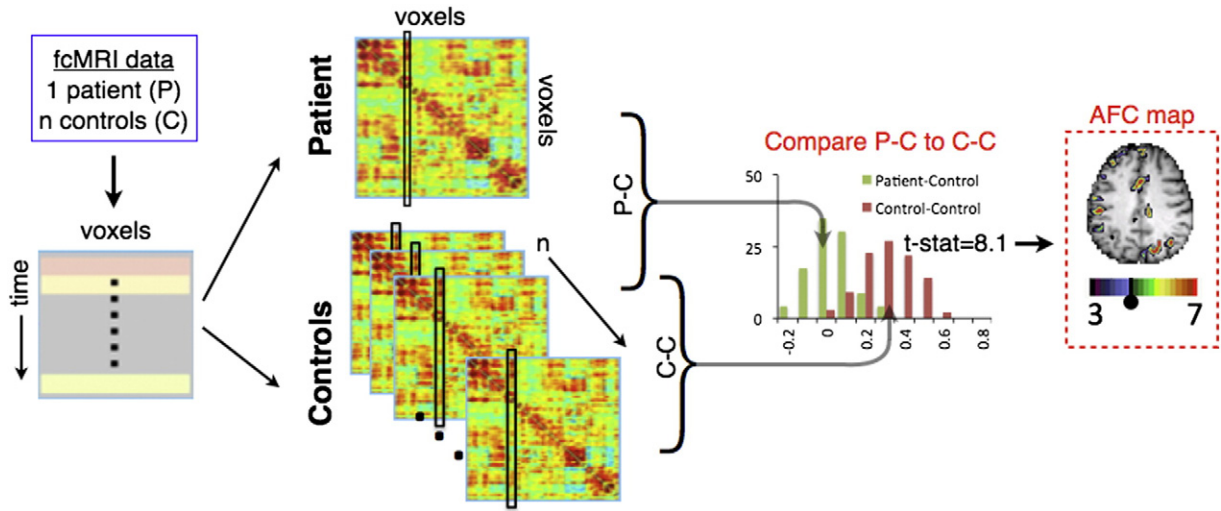 fcMRI data
1 patient (P)
n controls (C)
voxels
time
Patient
voxels
voxels
Controls
n
P-C
C-C
Compare P-C to C-C
50
25
0
Patient-Control
Control-Control
t-stat=8.1
-0.2
0
0.2
0.4
0.6
0.8
AFC map
3
7